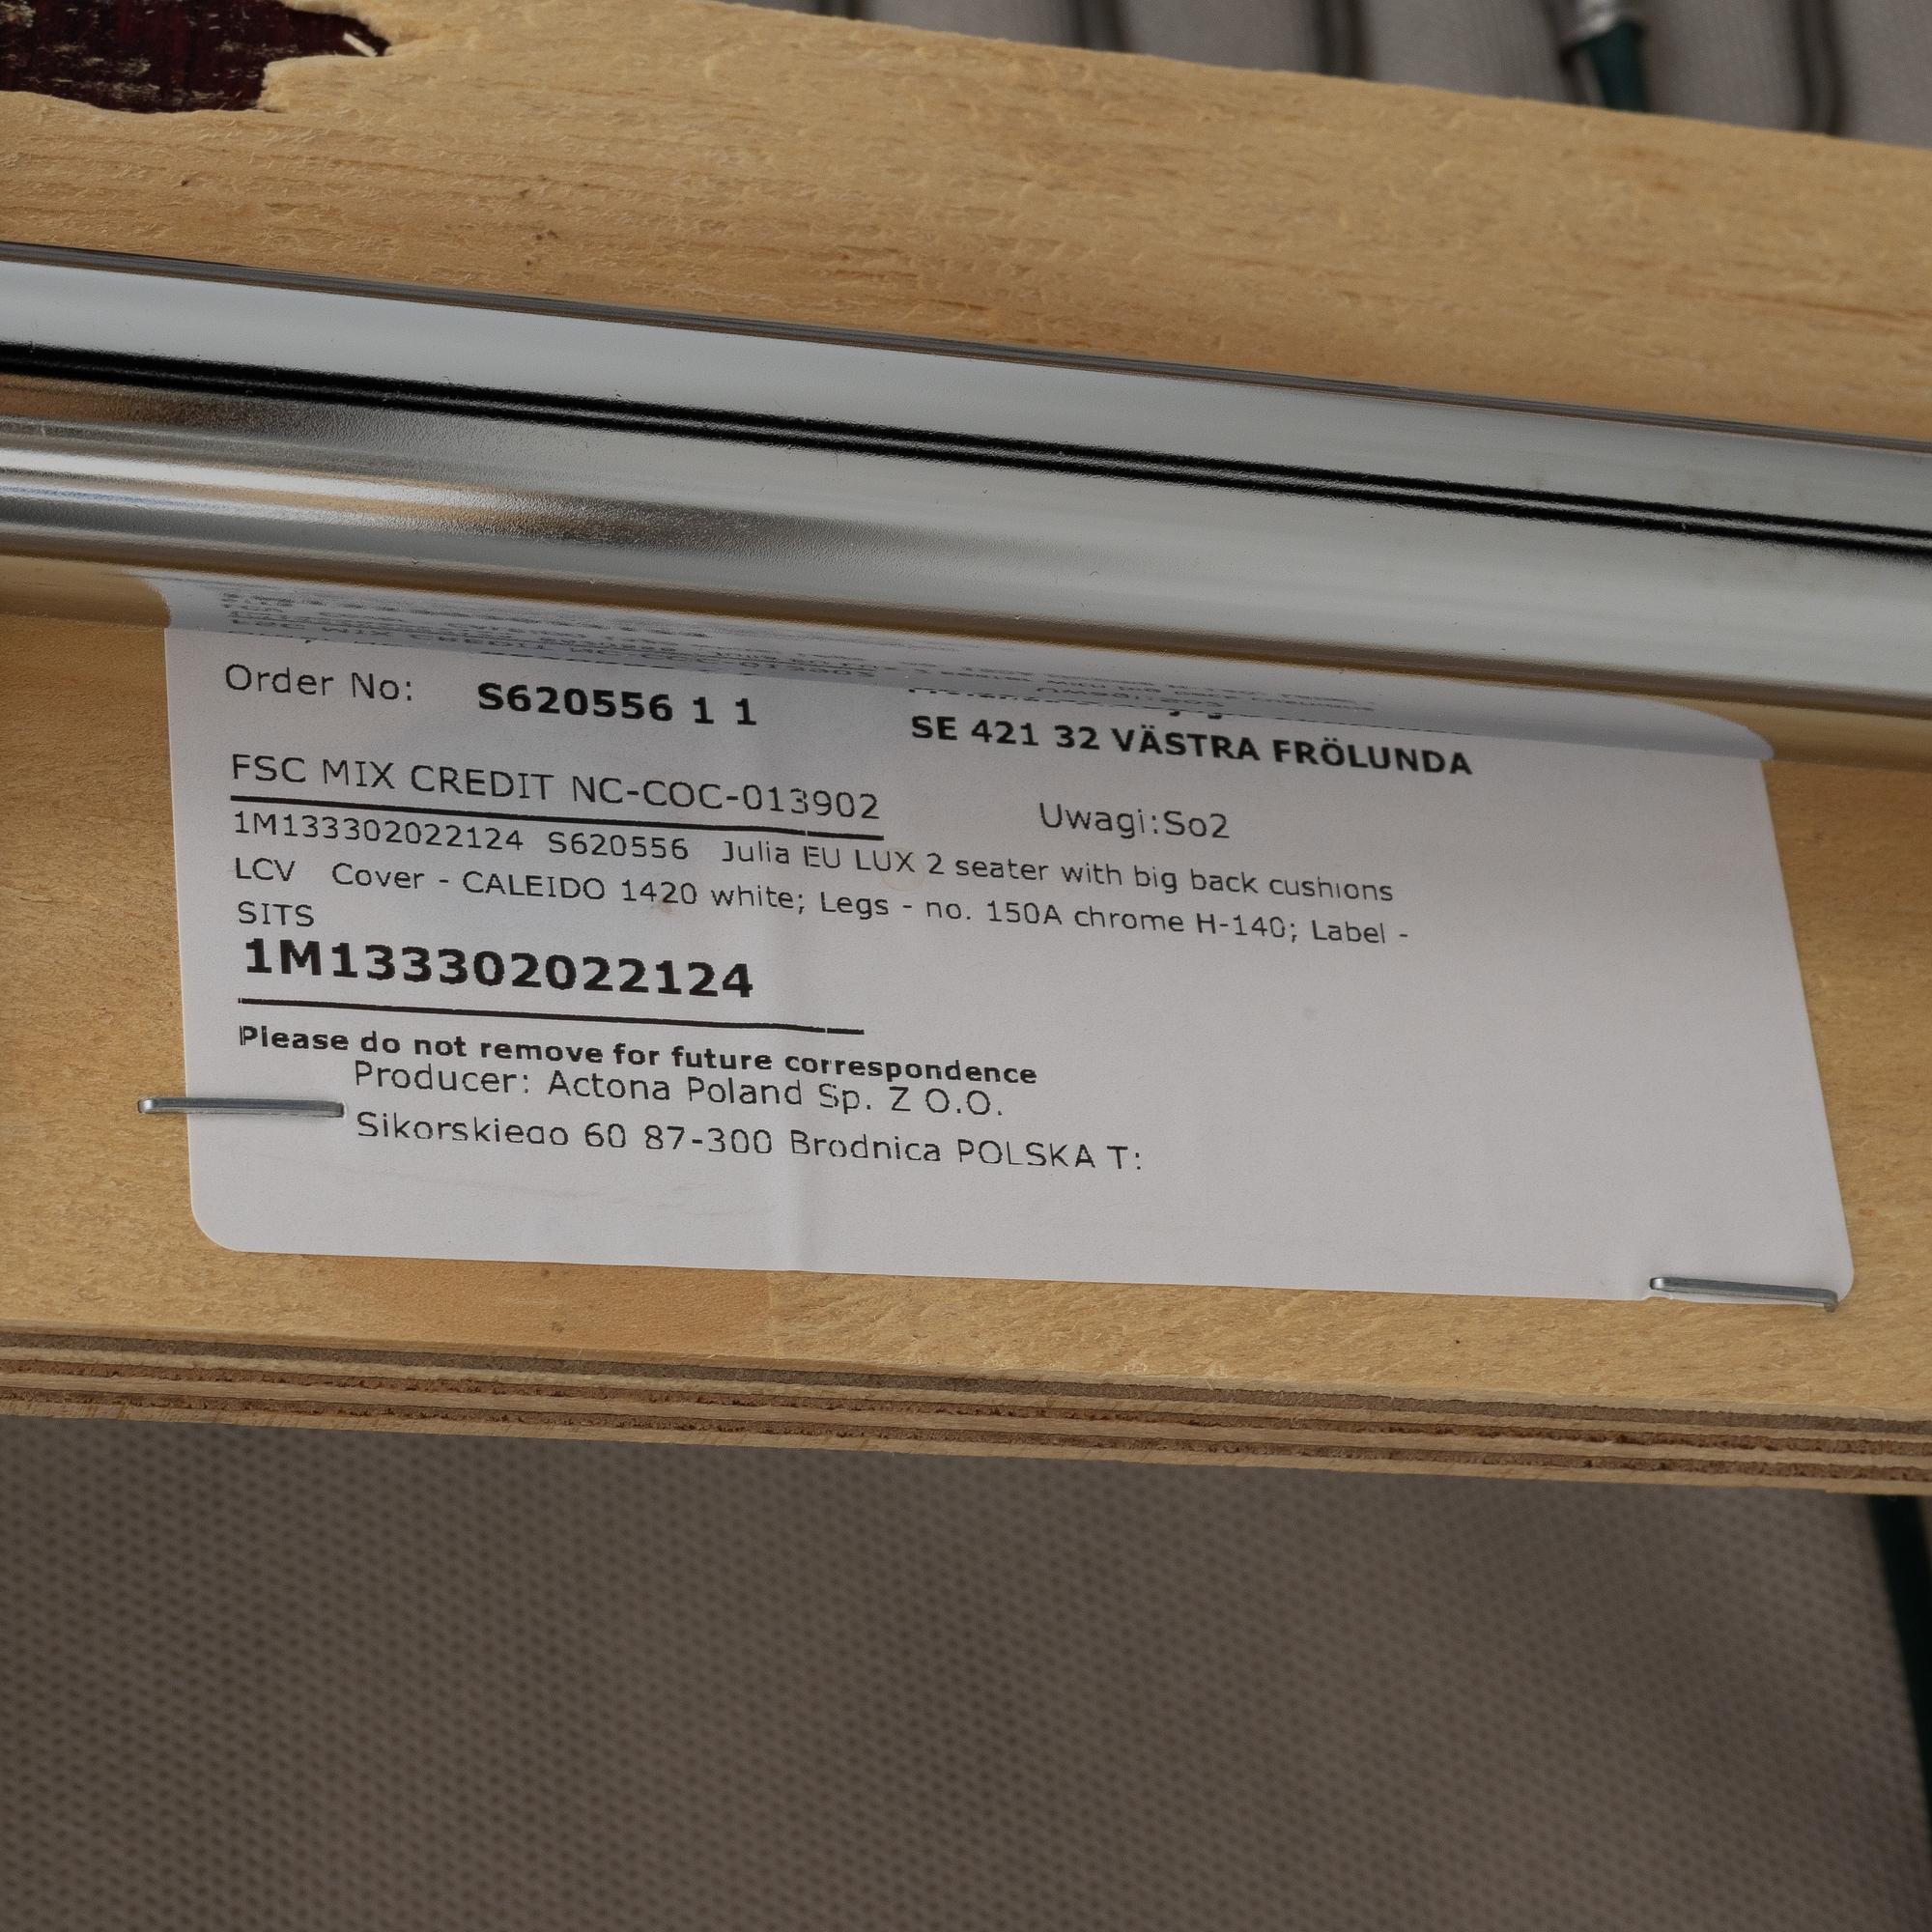 Order No: S620556 1 1
SE 421 32 VÄSTRA FRÖLUNDA
FSC MIX CREDIT NC-COC-013902
Uwagi:So2
1M133302022124 S620556 Julia EU LUX 2 seater with big back cushions
LCV Cover - CALEIDO 1420 white; Legs - no. 150A chrome H-140; Label -
SITS
1M133302022124
Please do not remove for future correspondence
Producer: Actona Poland Sp. Z O.O.
Sikorskiego 60 87-300 Brodnica POLSKA T: